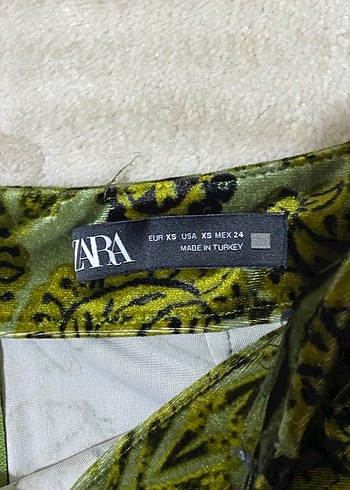 ZARA
EUR XS USA XS MEX 24
MADE IN TURKEY